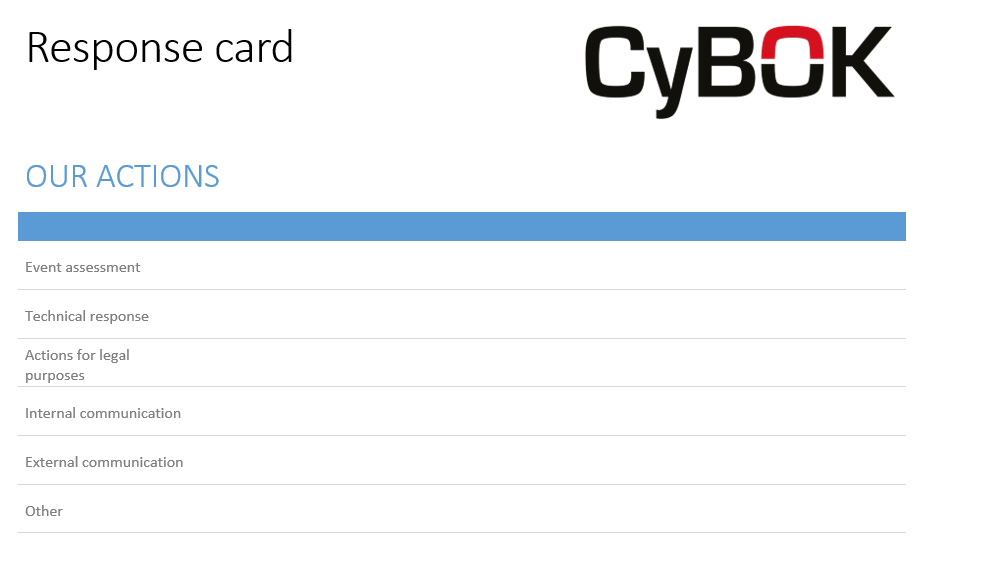 Response card
CyBOK
OUR ACTIONS
Event assessment
Technical response
Actions for legal
purposes
Internal communication
External communication
Other